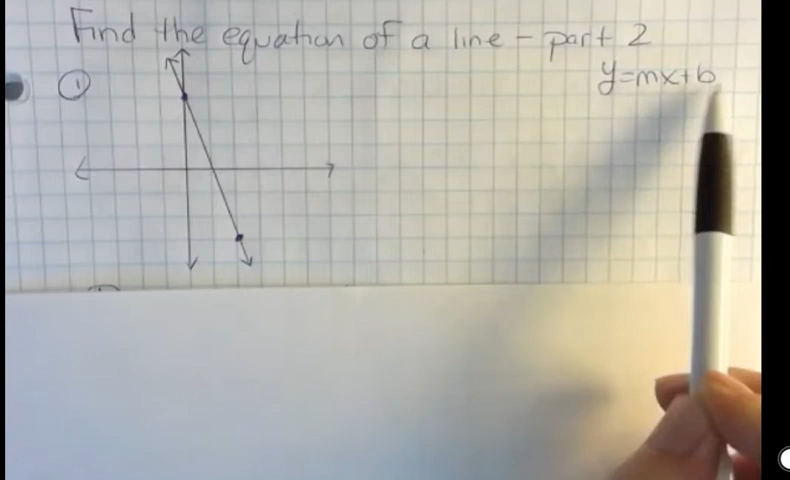 Find the equation of a line - part 2
y=mx+b
①